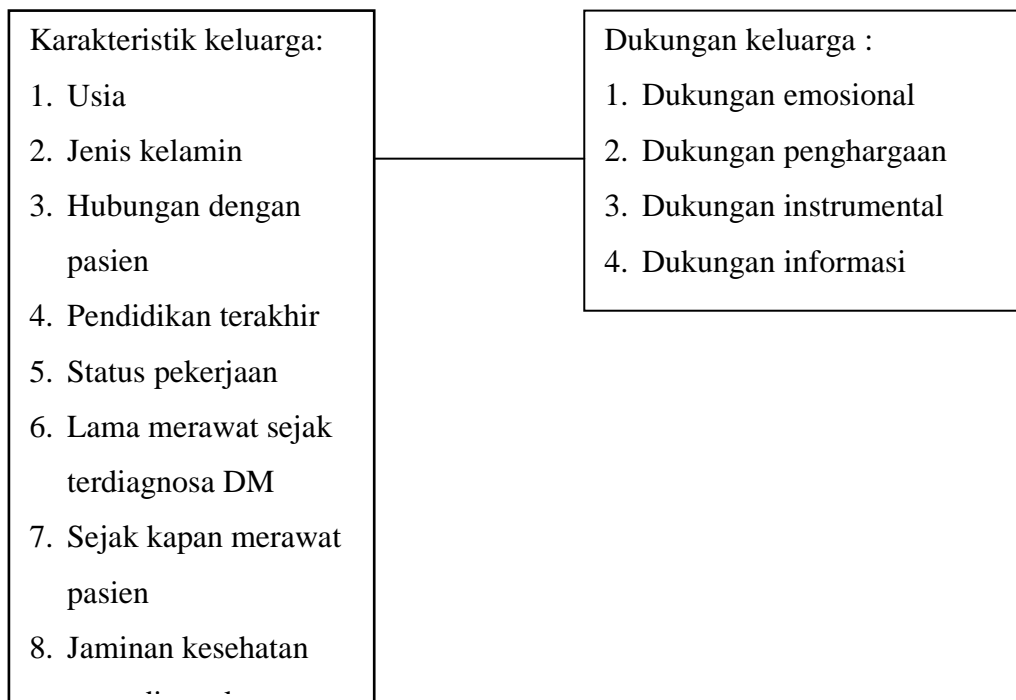 Karakteristik keluarga:
1. Usia
2. Jenis kelamin
3. Hubungan dengan
pasien
4. Pendidikan terakhir
5. Status pekerjaan
6. Lama merawat sejak
terdiagnosa DM
7. Sejak kapan merawat
pasien
8. Jaminan kesehatan
Dukungan keluarga :
1. Dukungan emosional
2. Dukungan penghargaan
3. Dukungan instrumental
4. Dukungan informasi